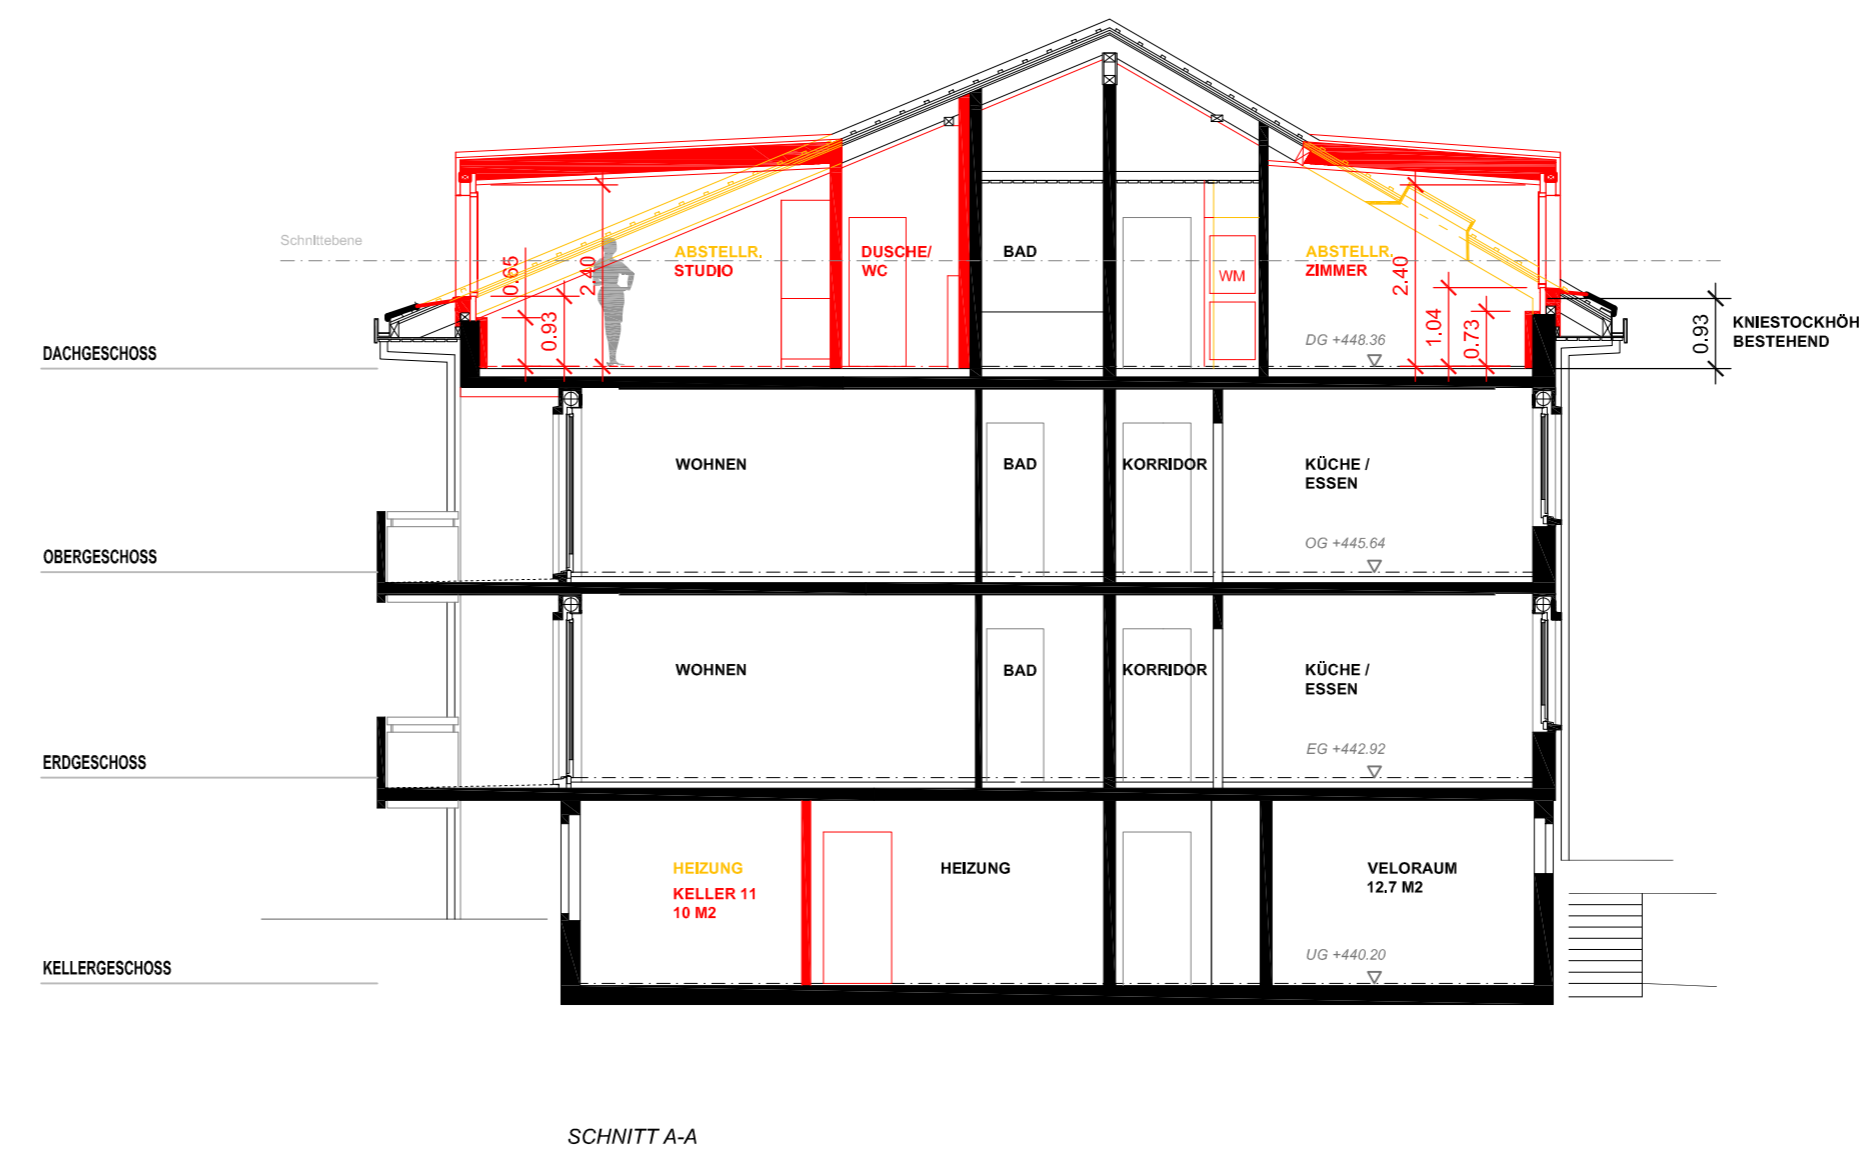 Schnittebene
ABSTELLR.
STUDIO
DUSCHE/
WC
BAD
WM
ABSTELLR.
ZIMMER
0.65
0.93
2.40
2.40
1.04
0.73
0.93
KNIESTOCKHÖH
BESTEHEND
DG +448.36
DACHGESCHOSS
WOHNEN
BAD
KORRIDOR
KÜCHE /
ESSEN
OG +445.64
OBERGESCHOSS
WOHNEN
BAD
KORRIDOR
KÜCHE /
ESSEN
EG +442.92
ERDGESCHOSS
HEIZUNG
KELLER 11
10 M2
HEIZUNG
VELORAUM
12.7 M2
UG +440.20
KELLERGESCHOSS
SCHNITT A-A